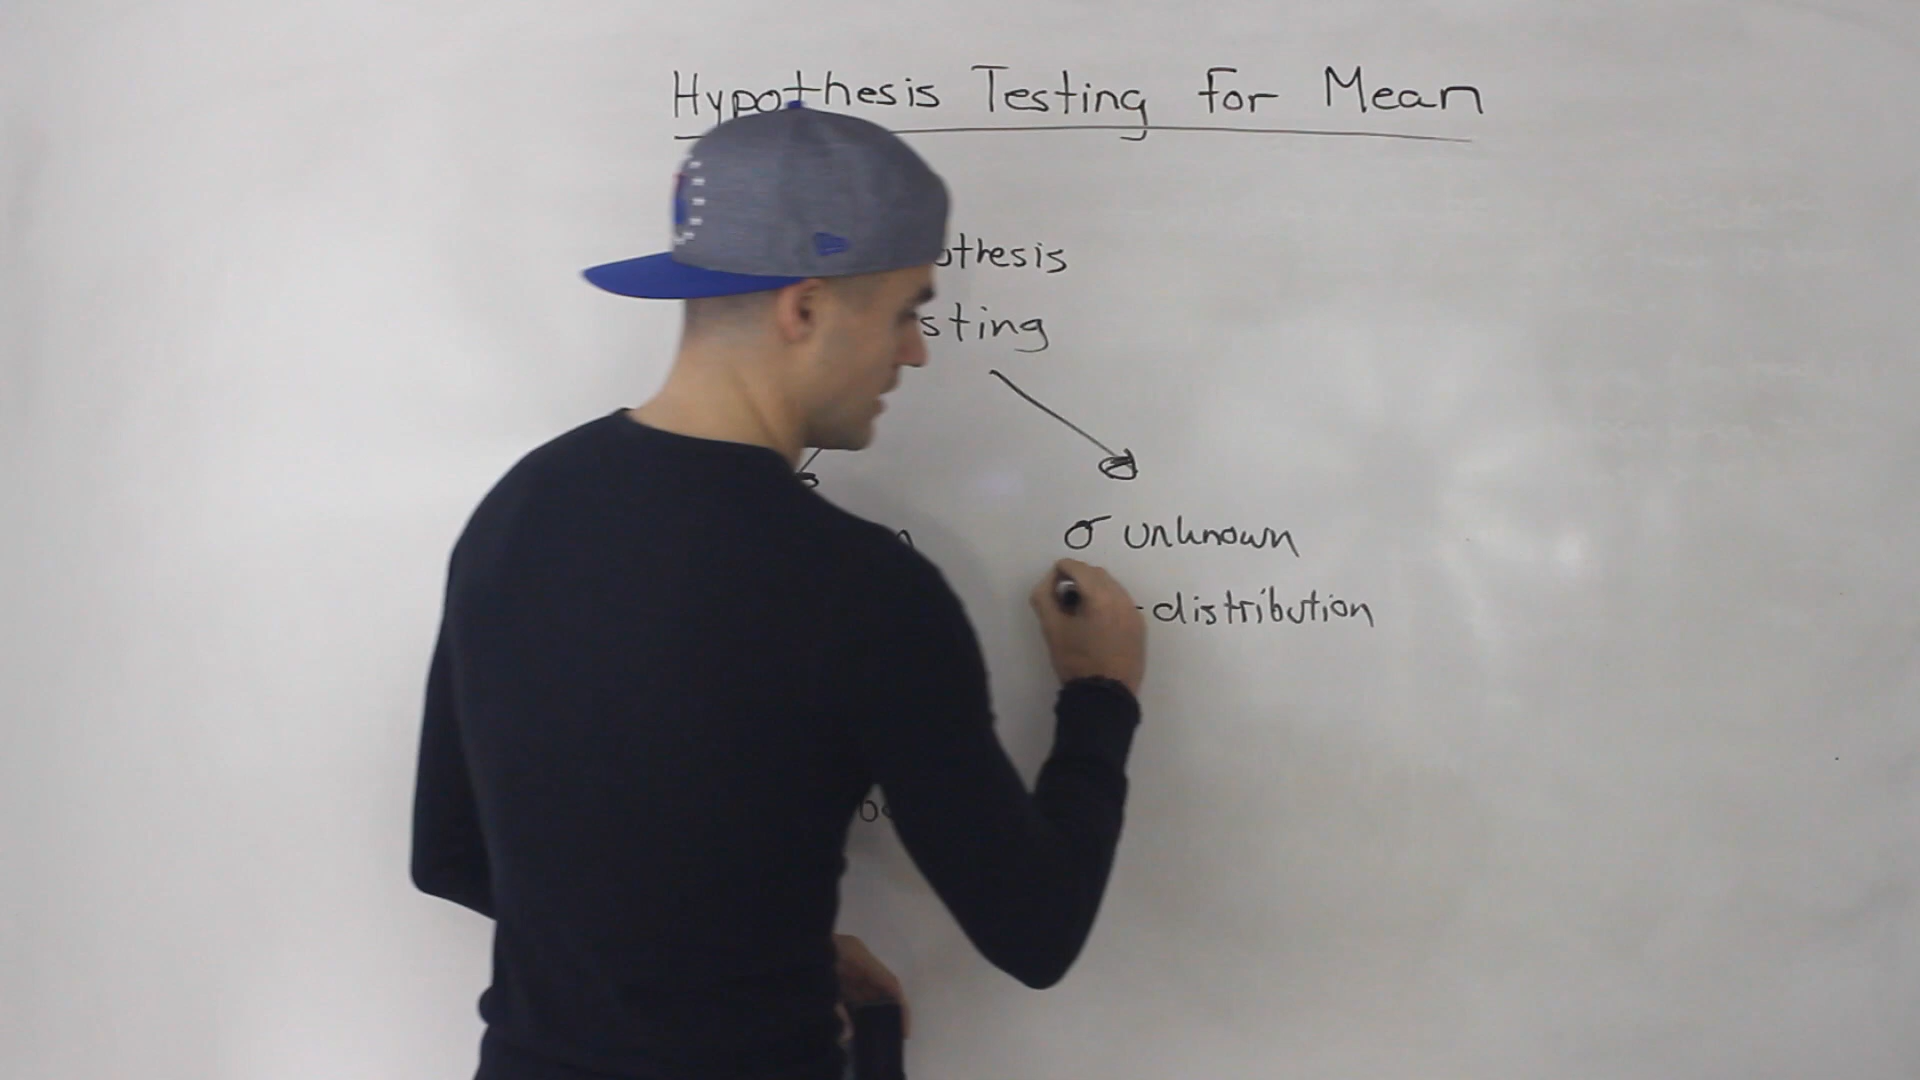 Hypothesis Testing for Mean
othesis
sting
σ unknown
-distribution